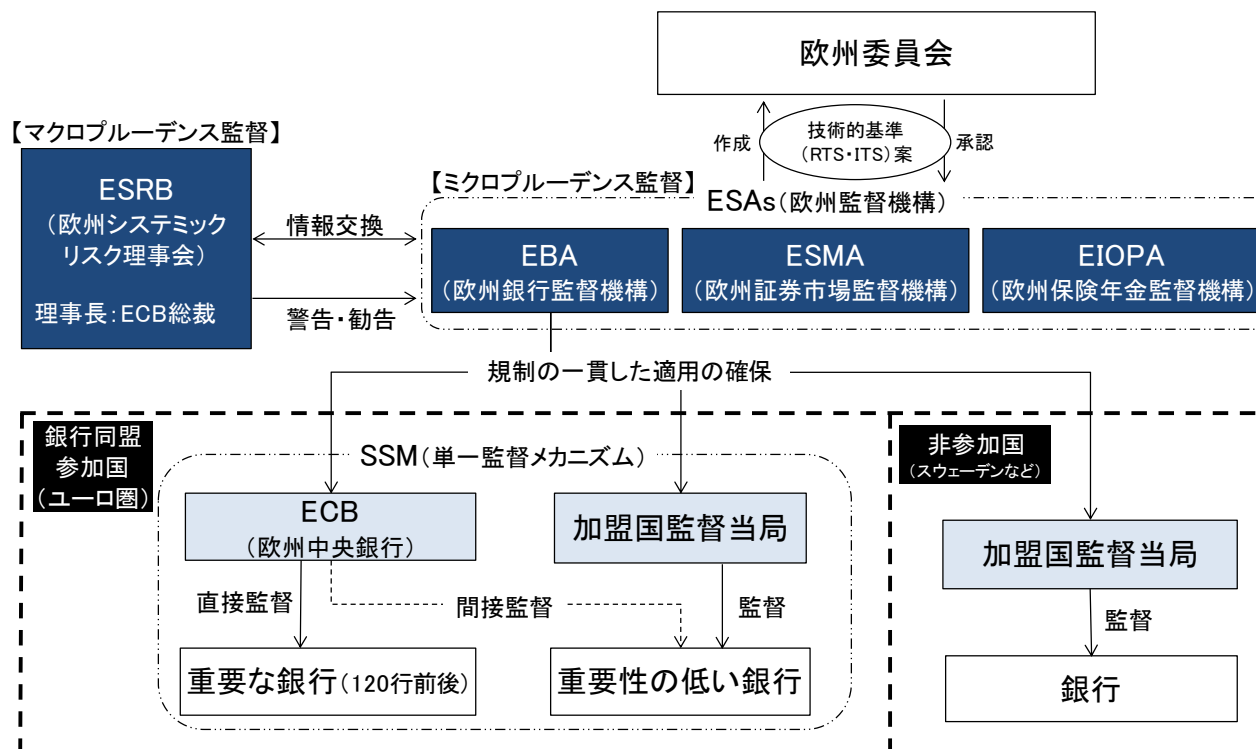 欧州委員会
作成
技術的基準
（RTS・ITS）案
承認
【マクロプルーデンス監督】
ESRB
（欧州システミック
リスク理事会）
理事長：ECB総裁
情報交換
警告・勧告
【ミクロプルーデンス監督】
ESAs（欧州監督機構）
EBA
（欧州銀行監督機構）
ESMA
（欧州証券市場監督機構）
EIOPA
（欧州保険年金監督機構）
規制の一貫した適用の確保
銀行同盟
参加国
（ユーロ圏）
SSM（単一監督メカニズム）
ECB
（欧州中央銀行）
加盟国監督当局
直接監督
間接監督
監督
重要な銀行（120行前後）
重要性の低い銀行
非参加国
（スウェーデンなど）
加盟国監督当局
監督
銀行